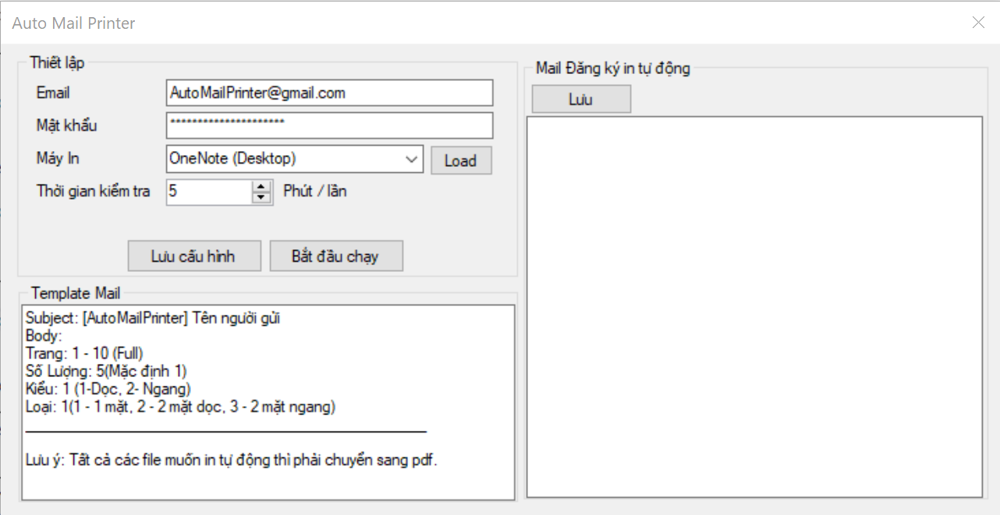 Auto Mail Printer
Thiết lập
Email
AutoMailPrinter@gmail.com
Mật khẩu
*********************
Máy In
OneNote (Desktop)
Load
Thời gian kiểm tra
5
Phút / lần
Lưu cấu hình
Bắt đầu chạy
Template Mail
Subject: [AutoMailPrinter] Tên người gửi
Body:
Trang: 1 - 10 (Full)
Số Lượng: 5(Mặc định 1)
Kiểu: 1 (1-Dọc, 2- Ngang)
Loại: 1(1 - 1 mặt, 2 - 2 mặt dọc, 3 - 2 mặt ngang)
Lưu ý: Tất cả các file muốn in tự động thì phải chuyển sang pdf.
Mail Đăng ký in tự động
Lưu